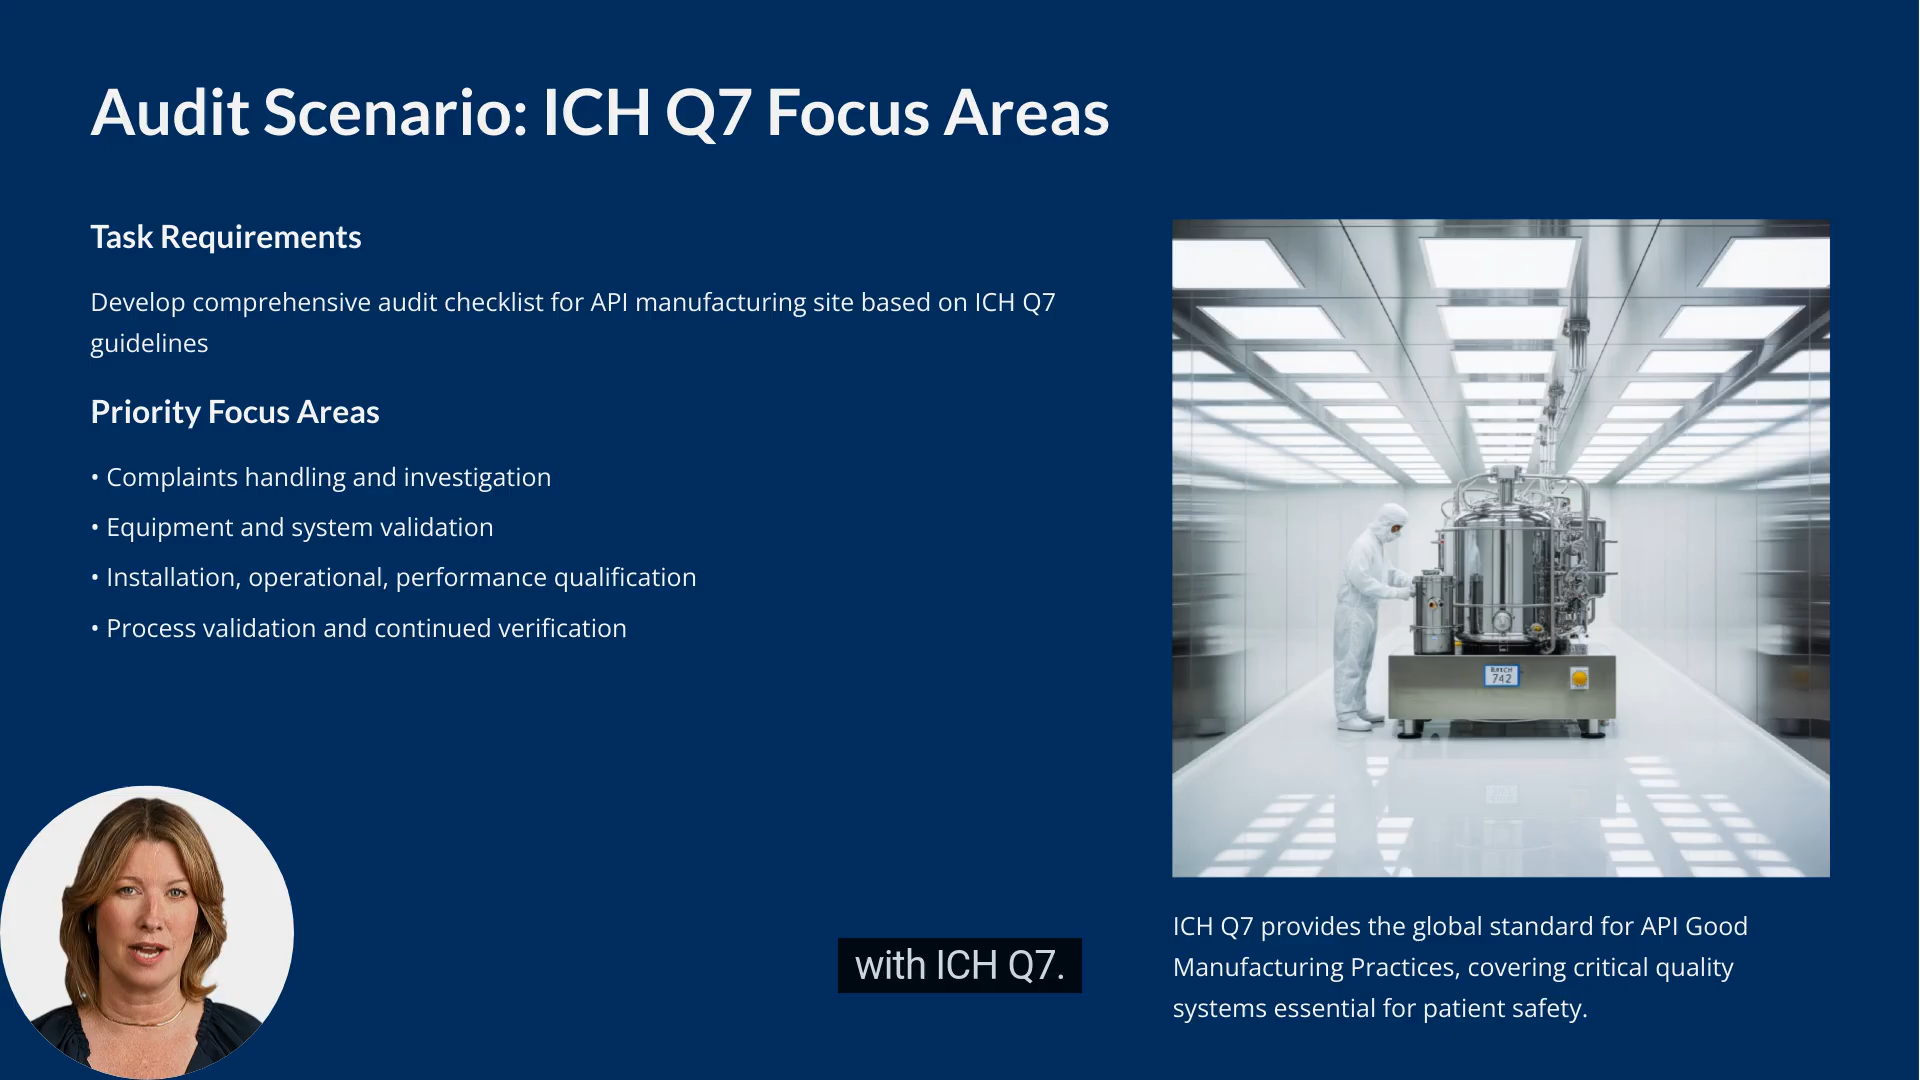 Audit Scenario: ICH Q7 Focus Areas
Task Requirements
Develop comprehensive audit checklist for API manufacturing site based on ICH Q7
guidelines
Priority Focus Areas
• Complaints handling and investigation
• Equipment and system validation
• Installation, operational, performance qualification
• Process validation and continued verification
BATCH
742
ICH Q7 provides the global standard for API Good
Manufacturing Practices, covering critical quality
systems essential for patient safety.
with ICH Q7.